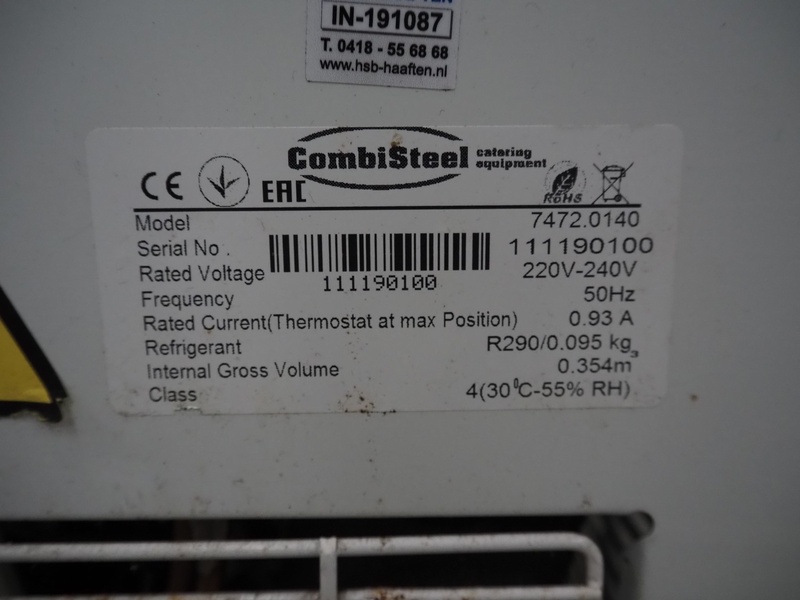 IN-191087
T. 0418 - 55 68 68
www.hsb-haaften.nl
CombiSteel catering equipment
CE EAC RoHS
Model 7472.0140
Serial No . 111190100
111190100
Rated Voltage 220V-240V
Frequency 50Hz
Rated Current(Thermostat at max Position) 0.93 A
Refrigerant R290/0.095 kg
Internal Gross Volume 0.354m3
Class 4(30⁰C-55% RH)